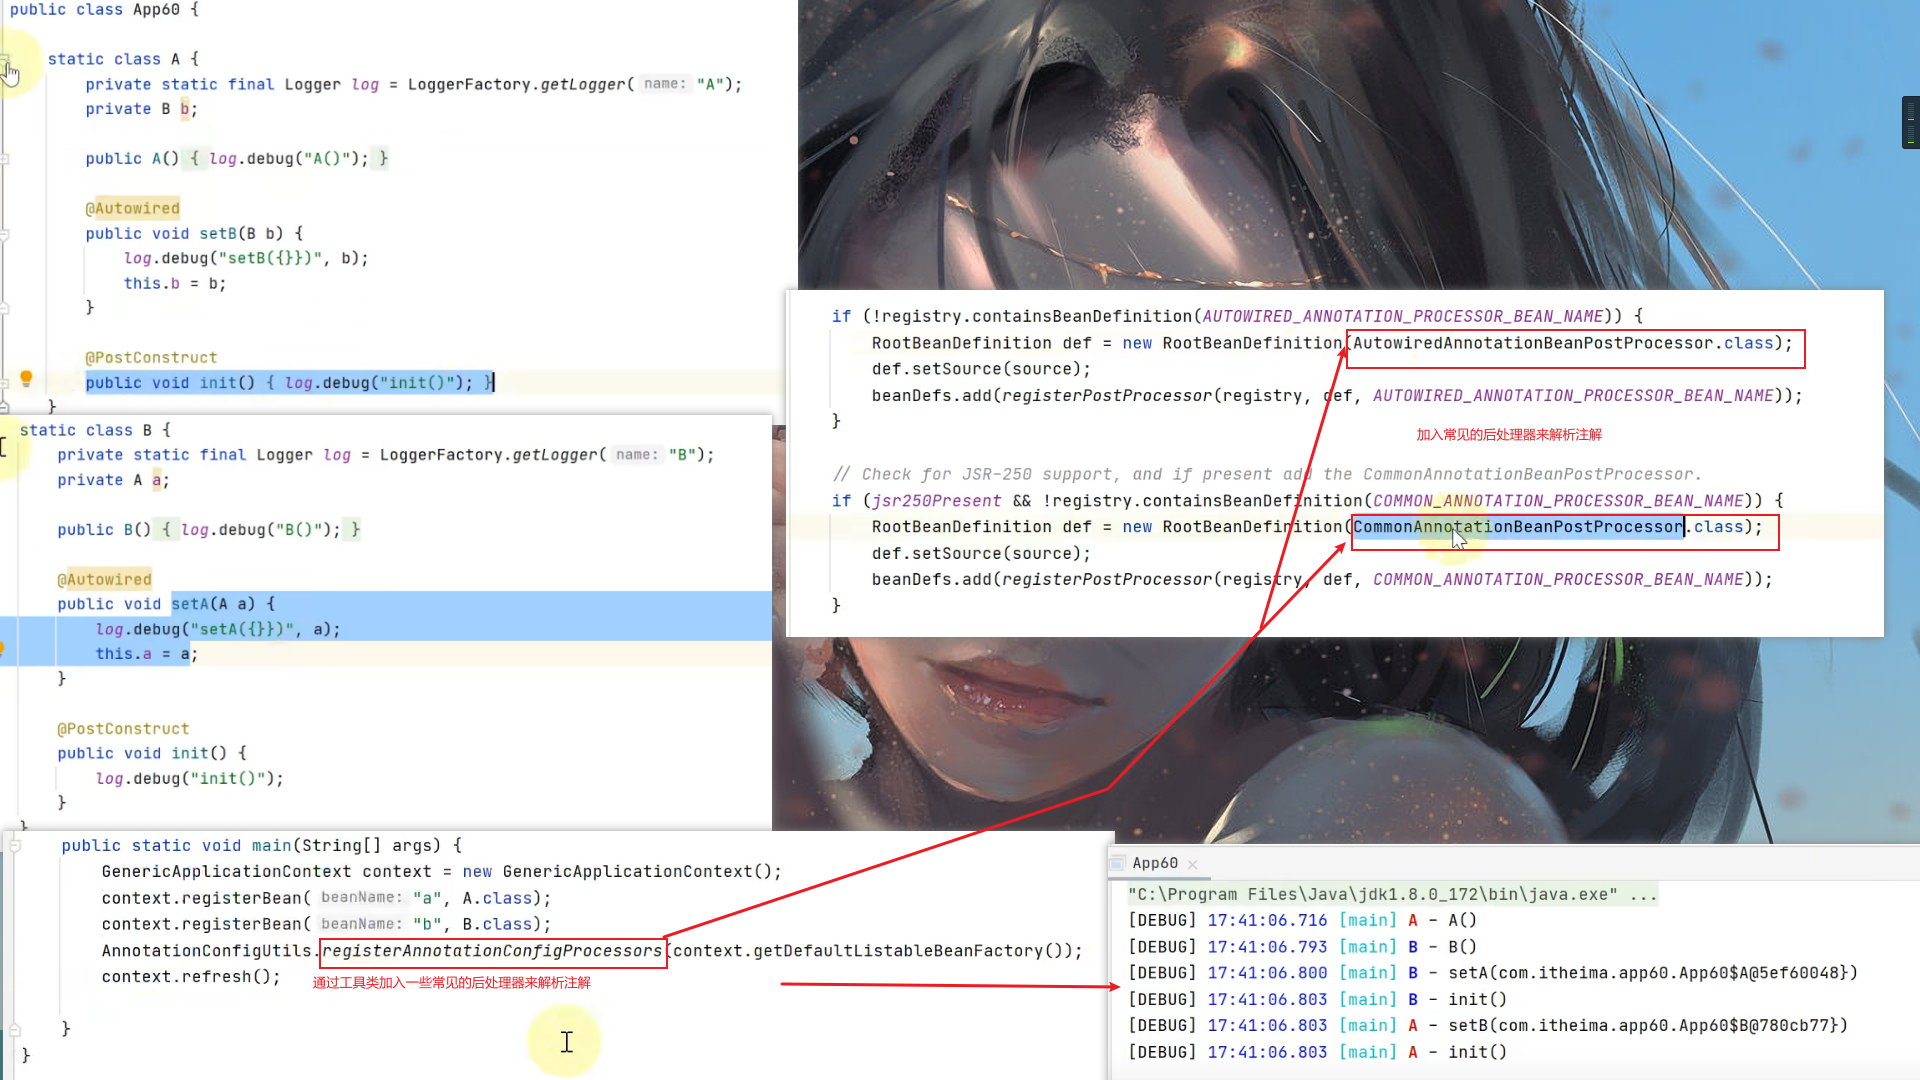 public class App60 {
static class A {
private static final Logger log = LoggerFactory.getLogger( name: "A");
private B b;
public A() { log.debug("A()"); }
@Autowired
public void setB(B b) {
log.debug("setB({}})", b);
this.b = b;
}
@PostConstruct
public void init() { log.debug("init()"); }
}
static class B {
private static final Logger log = LoggerFactory.getLogger( name: "B");
private A a;
public B() { log.debug("B()"); }
@Autowired
public void setA(A a) {
log.debug("setA({}})", a);
this.a = a;
}
@PostConstruct
public void init() {
log.debug("init()");
}
}
public static void main(String[] args) {
GenericApplicationContext context = new GenericApplicationContext();
context.registerBean( beanName: "a", A.class);
context.registerBean( beanName: "b", B.class);
AnnotationConfigUtils.registerAnnotationConfigProcessors(context.getDefaultListableBeanFactory());
context.refresh();
通过工具类加入一些常见的后处理器来解析注解
}
}
if (!registry.containsBeanDefinition(AUTOWIRED_ANNOTATION_PROCESSOR_BEAN_NAME)) {
RootBeanDefinition def = new RootBeanDefinition(AutowiredAnnotationBeanPostProcessor.class);
def.setSource(source);
beanDefs.add(registerPostProcessor(registry, def, AUTOWIRED_ANNOTATION_PROCESSOR_BEAN_NAME));
}
加入常见的后处理器来解析注解
// Check for JSR-250 support, and if present add the CommonAnnotationBeanPostProcessor.
if (jsr250Present && !registry.containsBeanDefinition(COMMON_ANNOTATION_PROCESSOR_BEAN_NAME)) {
RootBeanDefinition def = new RootBeanDefinition(CommonAnnotationBeanPostProcessor.class);
def.setSource(source);
beanDefs.add(registerPostProcessor(registry, def, COMMON_ANNOTATION_PROCESSOR_BEAN_NAME));
}
App60
"C:\Program Files\Java\jdk1.8.0_172\bin\java.exe" ...
[DEBUG] 17:41:06.716 [main] A - A()
[DEBUG] 17:41:06.793 [main] B - B()
[DEBUG] 17:41:06.800 [main] B - setA(com.itheima.app60.App60$A@5ef60048})
[DEBUG] 17:41:06.803 [main] B - init()
[DEBUG] 17:41:06.803 [main] A - setB(com.itheima.app60.App60$B@780cb77})
[DEBUG] 17:41:06.803 [main] A - init()